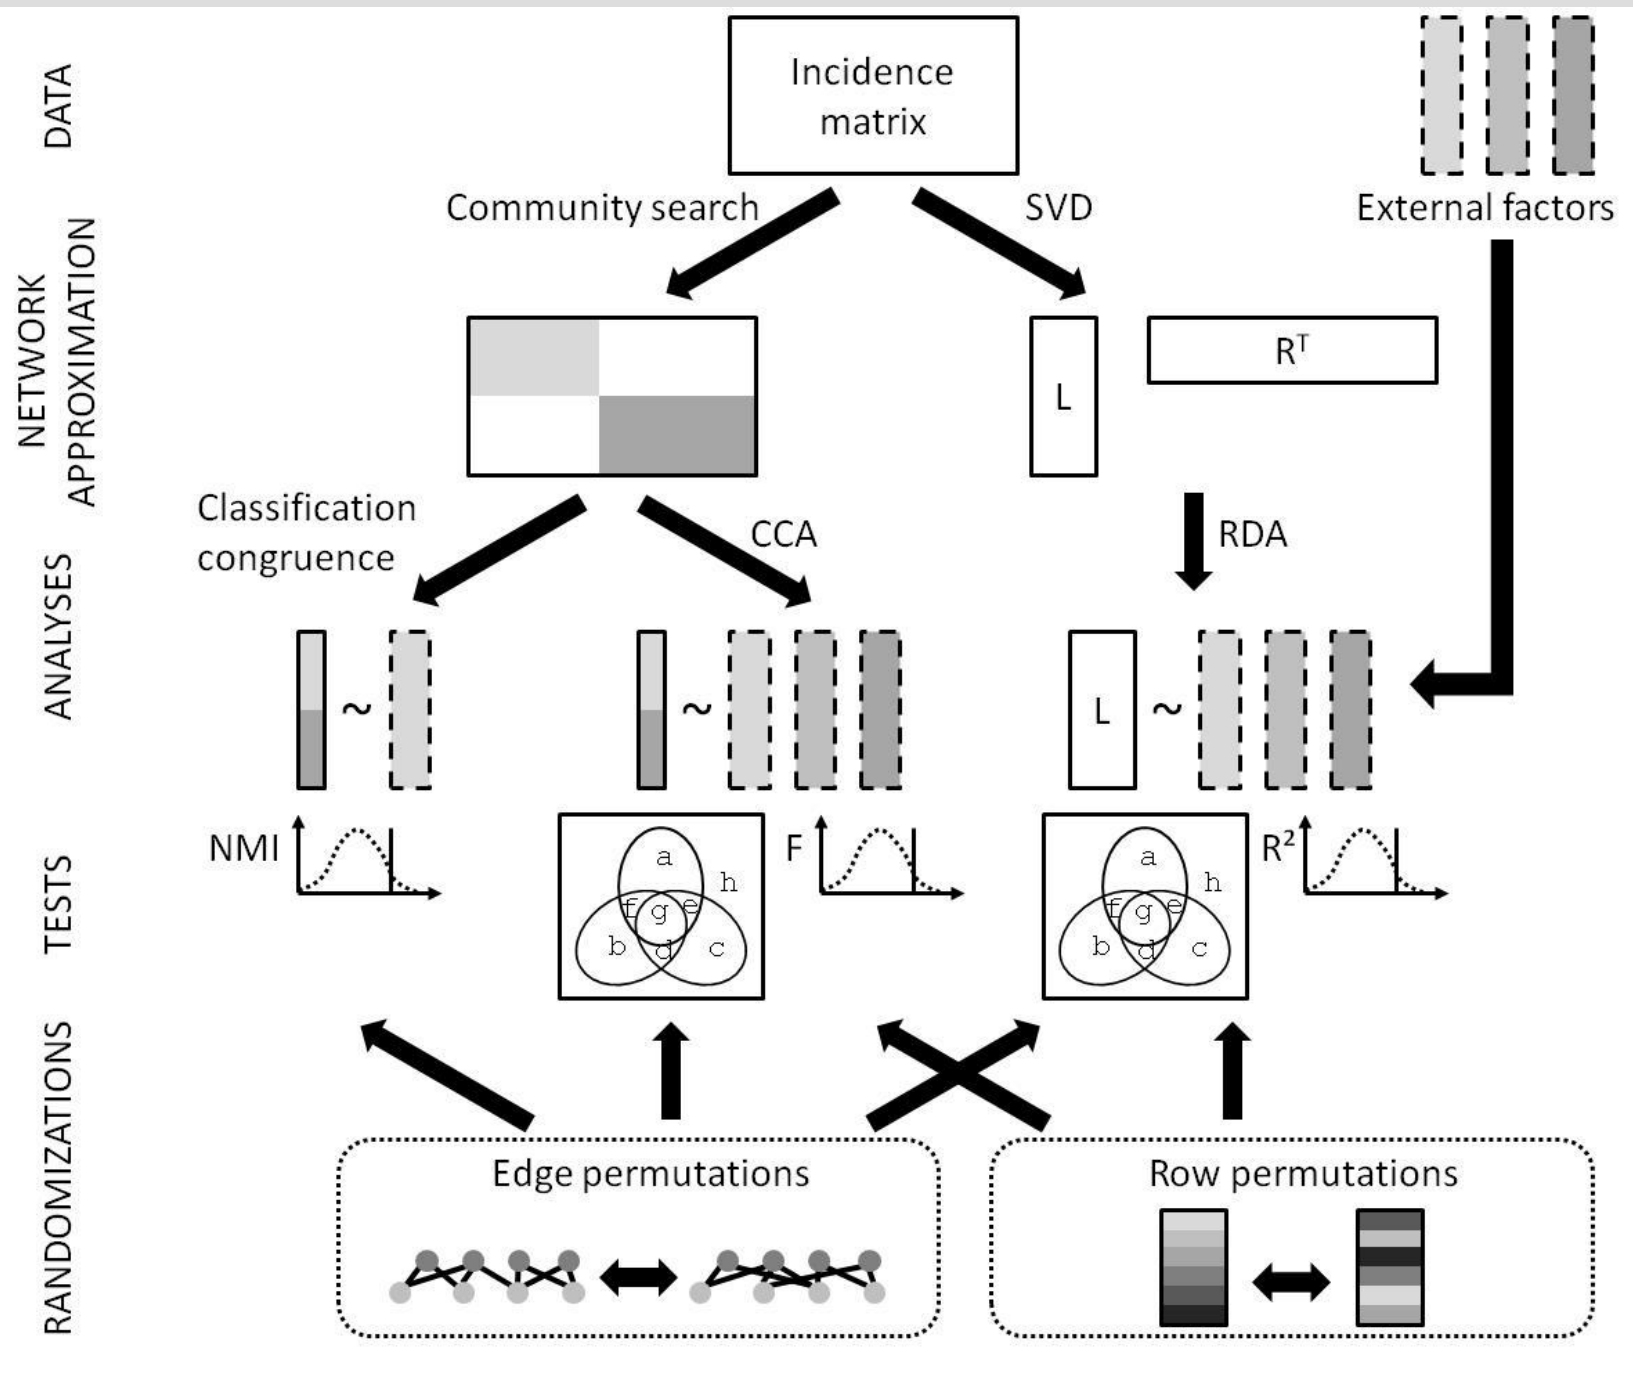 DATA
Incidence
matrix
External factors
NETWORK
APPROXIMATION
Community search
SVD
L
Rᵀ
ANALYSES
Classification
congruence
CCA
RDA
~
~
L
~
TESTS
NMI
a
h
f
g
e
b
d
c
F
a
h
f
g
e
b
d
c
R²
RANDOMIZATIONS
Edge permutations
Row permutations